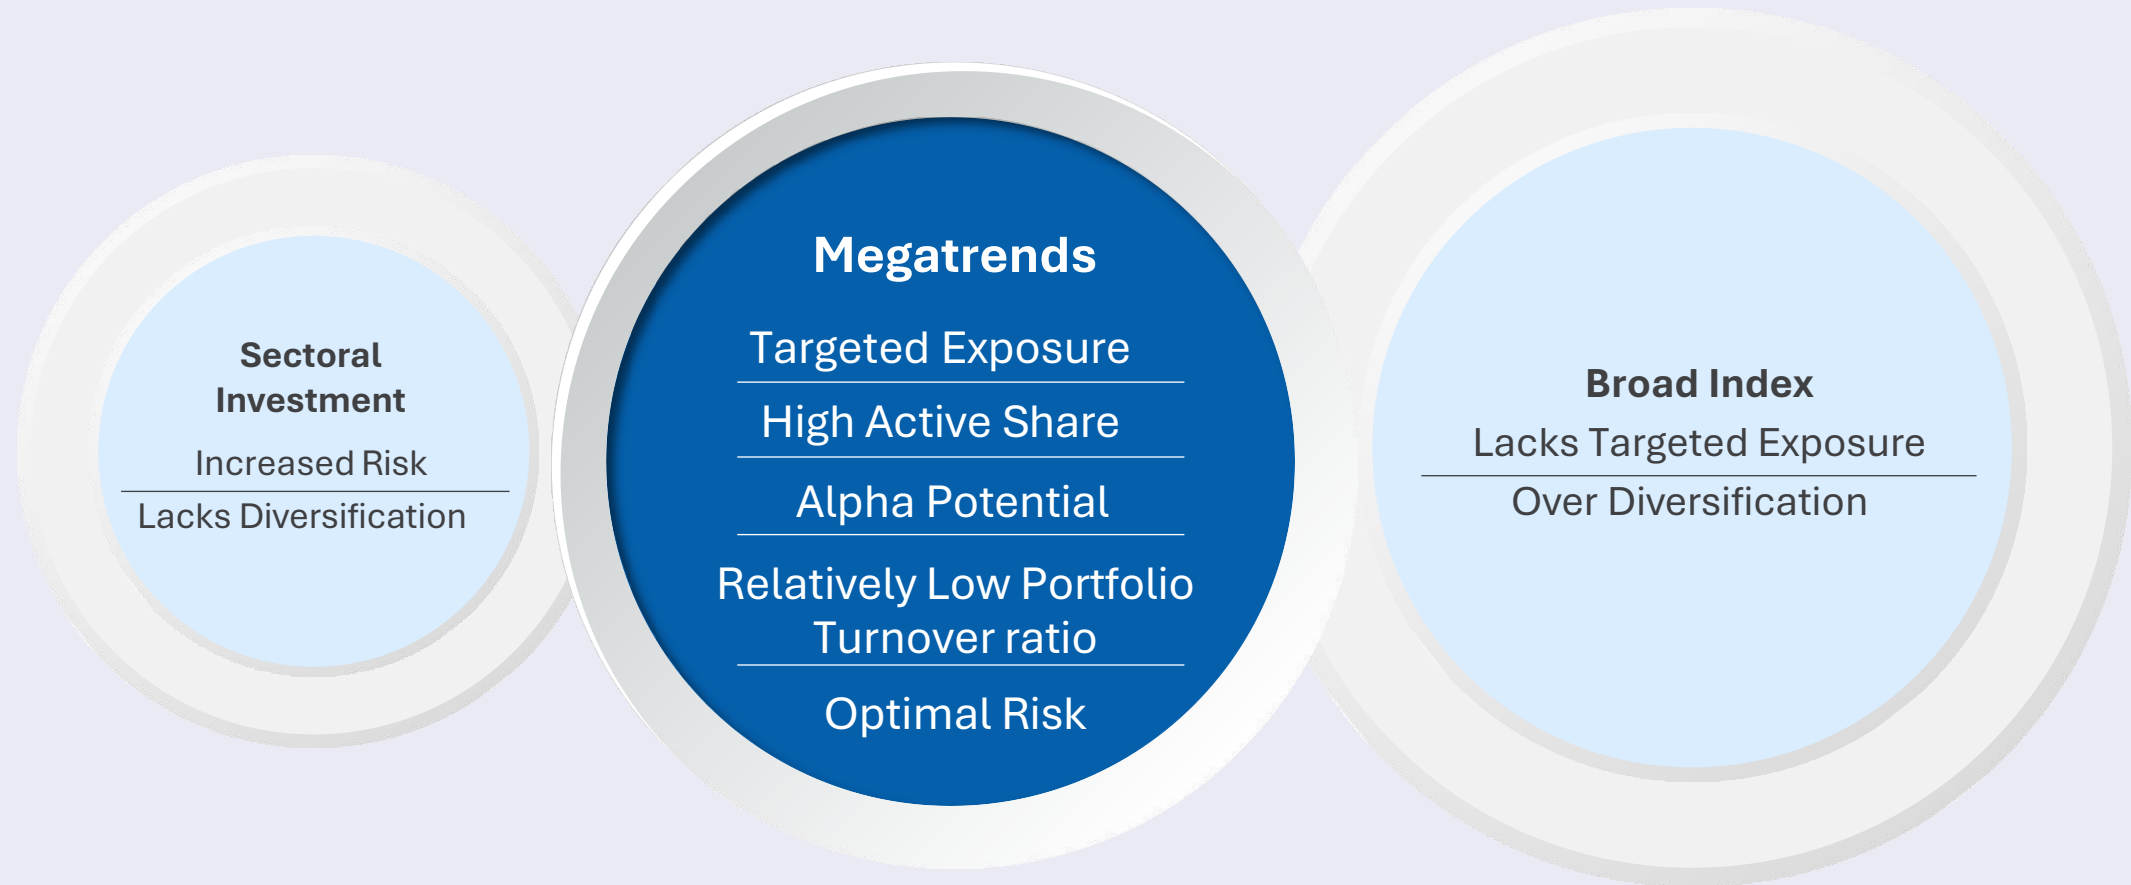 Sectoral
Investment
Increased Risk
Lacks Diversification
Megatrends
Targeted Exposure
High Active Share
Alpha Potential
Relatively Low Portfolio
Turnover ratio
Optimal Risk
Broad Index
Lacks Targeted Exposure
Over Diversification